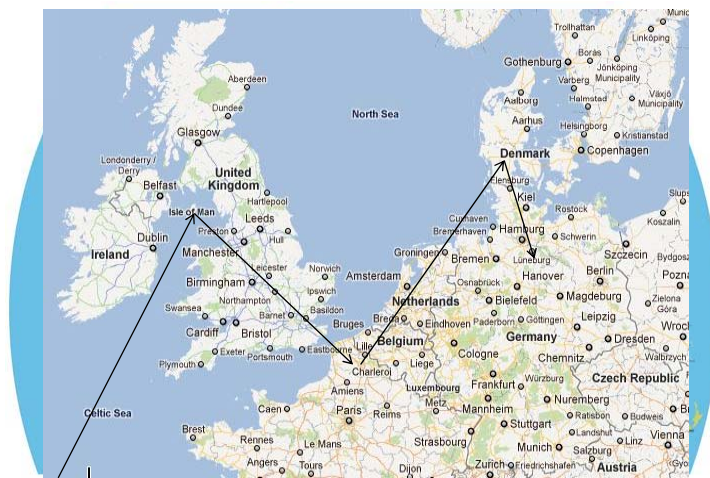 Munic
Trollhattan
Linköping
Borås
Gothenburg
Jönköping
Municipality
Aberdeen
Varberg
Växjö
Municipality
Aalborg
Halmstad
Dundee
North Sea
Aarhus
Helsingborg
Kristianstad
Glasgow
Copenhagen
Denmark
Londonderry /
Derry
United
Kingdom
Belfast
Flensburg
Hartlepool
Kiel
Slups
Isle of Man
Rostock
Koszalin
Preston
Leeds
Cuxhaven
Hamburg
Bremerhaven
Schwerin
Dublin
Hull
Ireland
Manchester
Groningen
Bremen
Lüneburg
Szczecin
Bydgosz
Leicester
Norwich
Amsterdam
Hanover
Berlin
Pozna
Birmingham
Osnabrück
Northampton
Ipswich
Netherlands
Bielefeld
Magdeburg
Zielona
Góra
Swansea
Barnet
Basildon
Breda
Paderborn
Göttingen
Leipzig
Cardiff
Bristol
Bruges
Eindhoven
Wroc
Belgium
Germany
Dresden
Exeter
Portsmouth
Eastbourne
Lille
Cologne
Chemnitz
Wałbrzych
Plymouth
Charleroi
Liege
Amiens
Luxembourg
Frankfurt
Würzburg
Czech Republic
Celtic Sea
Caen
Paris
Reims
Metz
Mannheim
Nuremberg
Ratisbon
Budweis
Br
Brest
Rennes
Le Mans
Strasbourg
Stuttgart
Landshut
Linz
Vienna
Munich
Angers
Tours
Dijon
Zurich
Friedrichshafen
Salzburg
Austria
Gyo